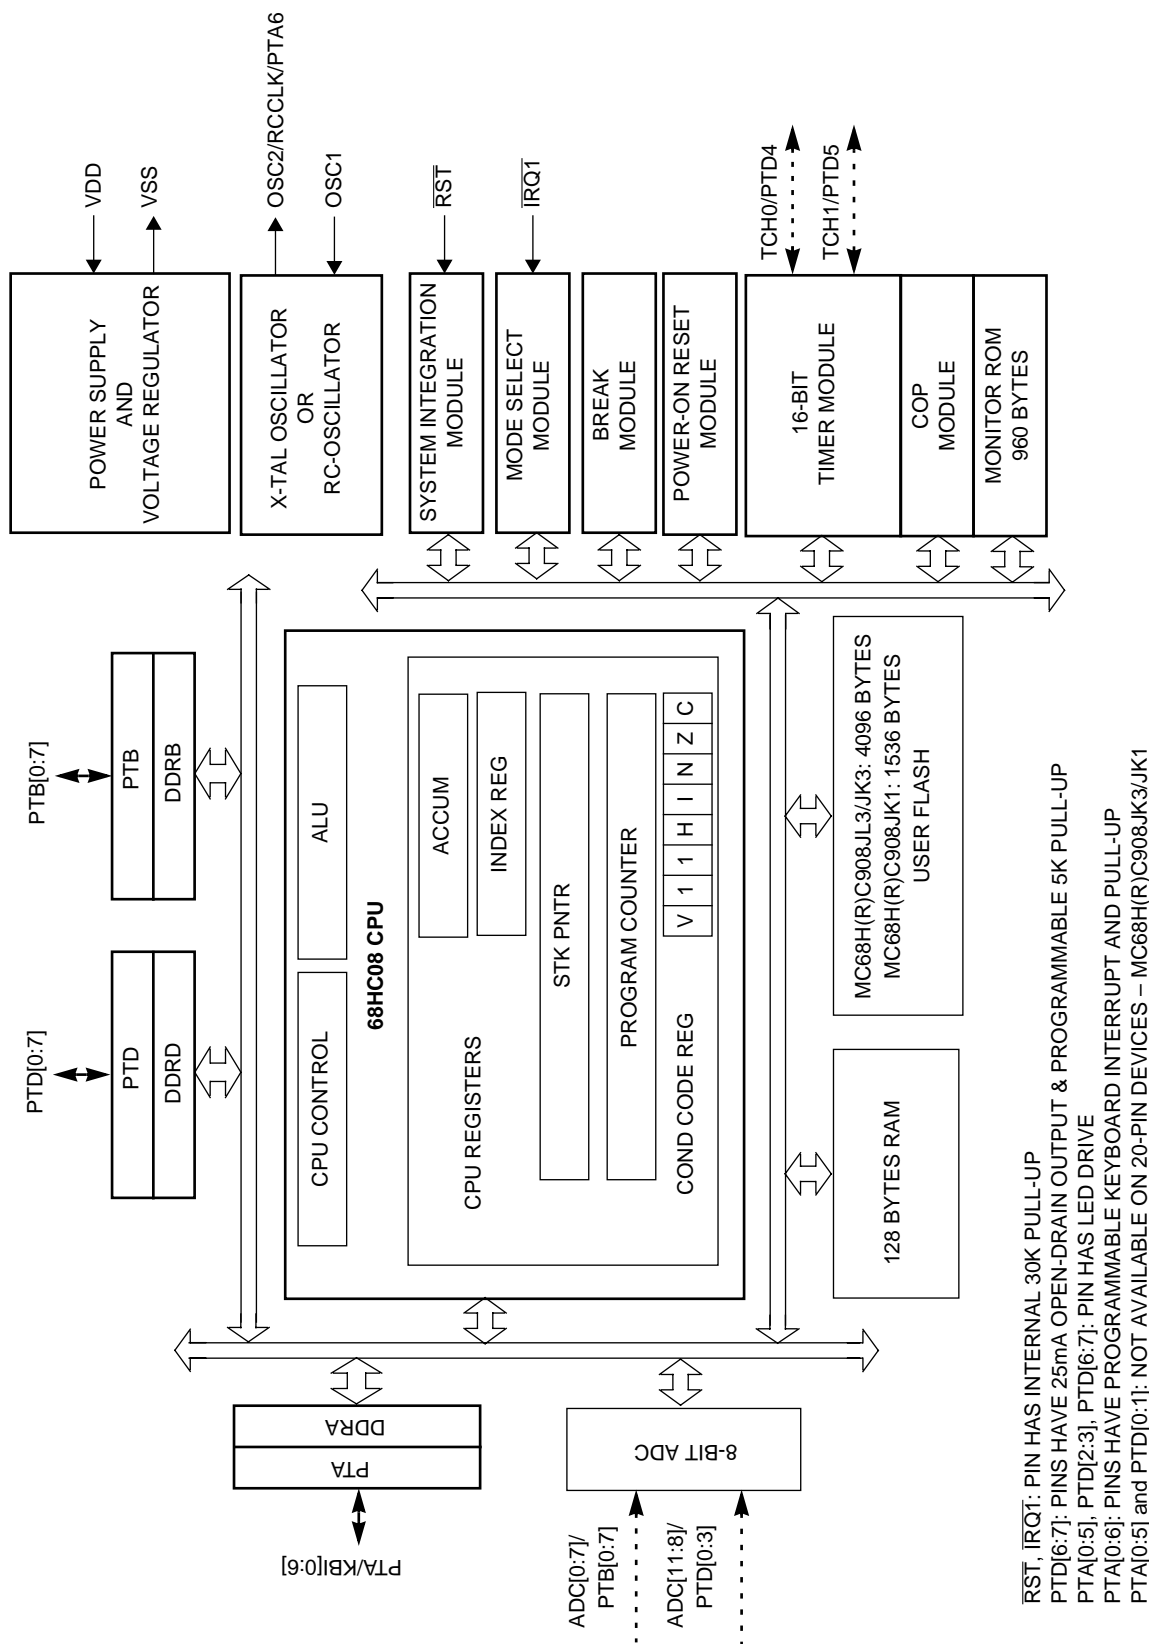 PTA/KBI[0:6]
PTA
DDRA
ADC[0:7]/
PTB[0:7]
ADC[11:8]/
PTD[0:3]
8-BIT ADC
PTD[0:7]
PTD
DDRD
PTB[0:7]
PTB
DDRB
CPU CONTROL
ALU
68HC08 CPU
CPU REGISTERS
ACCUM
INDEX REG
STK PNTR
PROGRAM COUNTER
COND CODE REG
V 1 1 H I N Z C
128 BYTES RAM
MC68H(R)C908JL3/JK3: 4096 BYTES
MC68H(R)C908JK1: 1536 BYTES
USER FLASH
POWER SUPPLY
AND
VOLTAGE REGULATOR
VDD
VSS
X-TAL OSCILLATOR
OR
RC-OSCILLATOR
OSC2/RCCLK/PTA6
OSC1
SYSTEM INTEGRATION
MODULE
RST
MODE SELECT
MODULE
IRQ1
BREAK
MODULE
POWER-ON RESET
MODULE
16-BIT
TIMER MODULE
TCH0/PTD4
TCH1/PTD5
COP
MODULE
MONITOR ROM
960 BYTES
RST, IRQ1: PIN HAS INTERNAL 30K PULL-UP
PTD[6:7]: PINS HAVE 25mA OPEN-DRAIN OUTPUT & PROGRAMMABLE 5K PULL-UP
PTA[0:5], PTD[2:3], PTD[6:7]: PIN HAS LED DRIVE
PTA[0:6]: PINS HAVE PROGRAMMABLE KEYBOARD INTERRUPT AND PULL-UP
PTA[0:5] and PTD[0:1]: NOT AVAILABLE ON 20-PIN DEVICES – MC68H(R)C908JK3/JK1